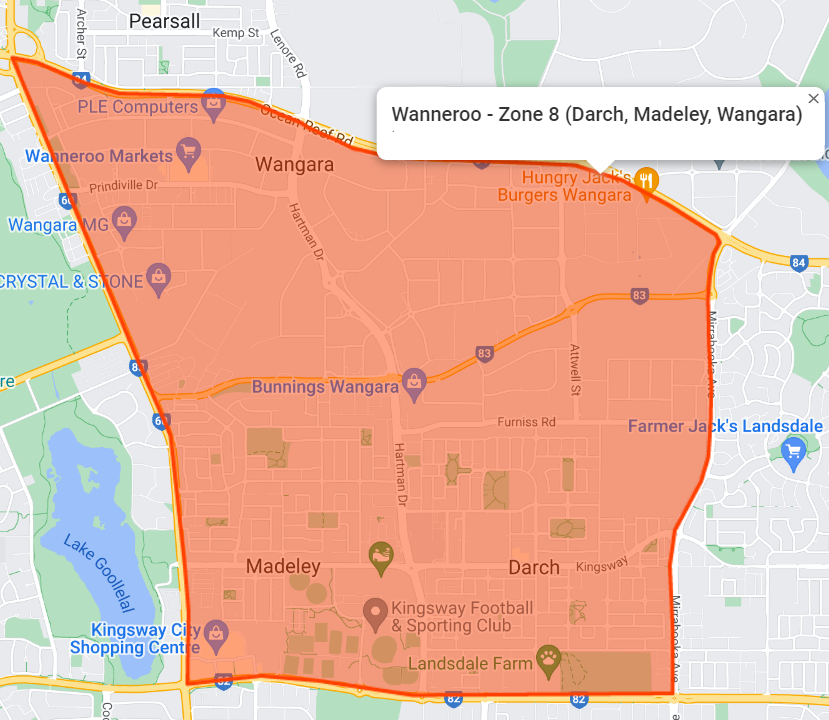 Pearsall
Archer St
Kemp St
Lenore Rd
84
PLE Computers
Ocean Reef Rd
Wanneroo - Zone 8 (Darch, Madeley, Wangara)
Wanneroo Markets
Wangara
Prindiville Dr
Hungry Jack's
Burgers Wangara
60
Wangara MG
Hartman Dr
84
CRYSTAL & STONE
83
Mirrabooka Ave
83
83
Attwell St
re
Bunnings Wangara
60
Furniss Rd
Farmer Jack's Landsdale
Hartman Dr
Lake Goollelal
Madeley
Darch
Kingsway
Mirrabooka Ave
Kingsway City
Shopping Centre
Kingsway Football
& Sporting Club
Landsdale Farm
82
82
82
Coo